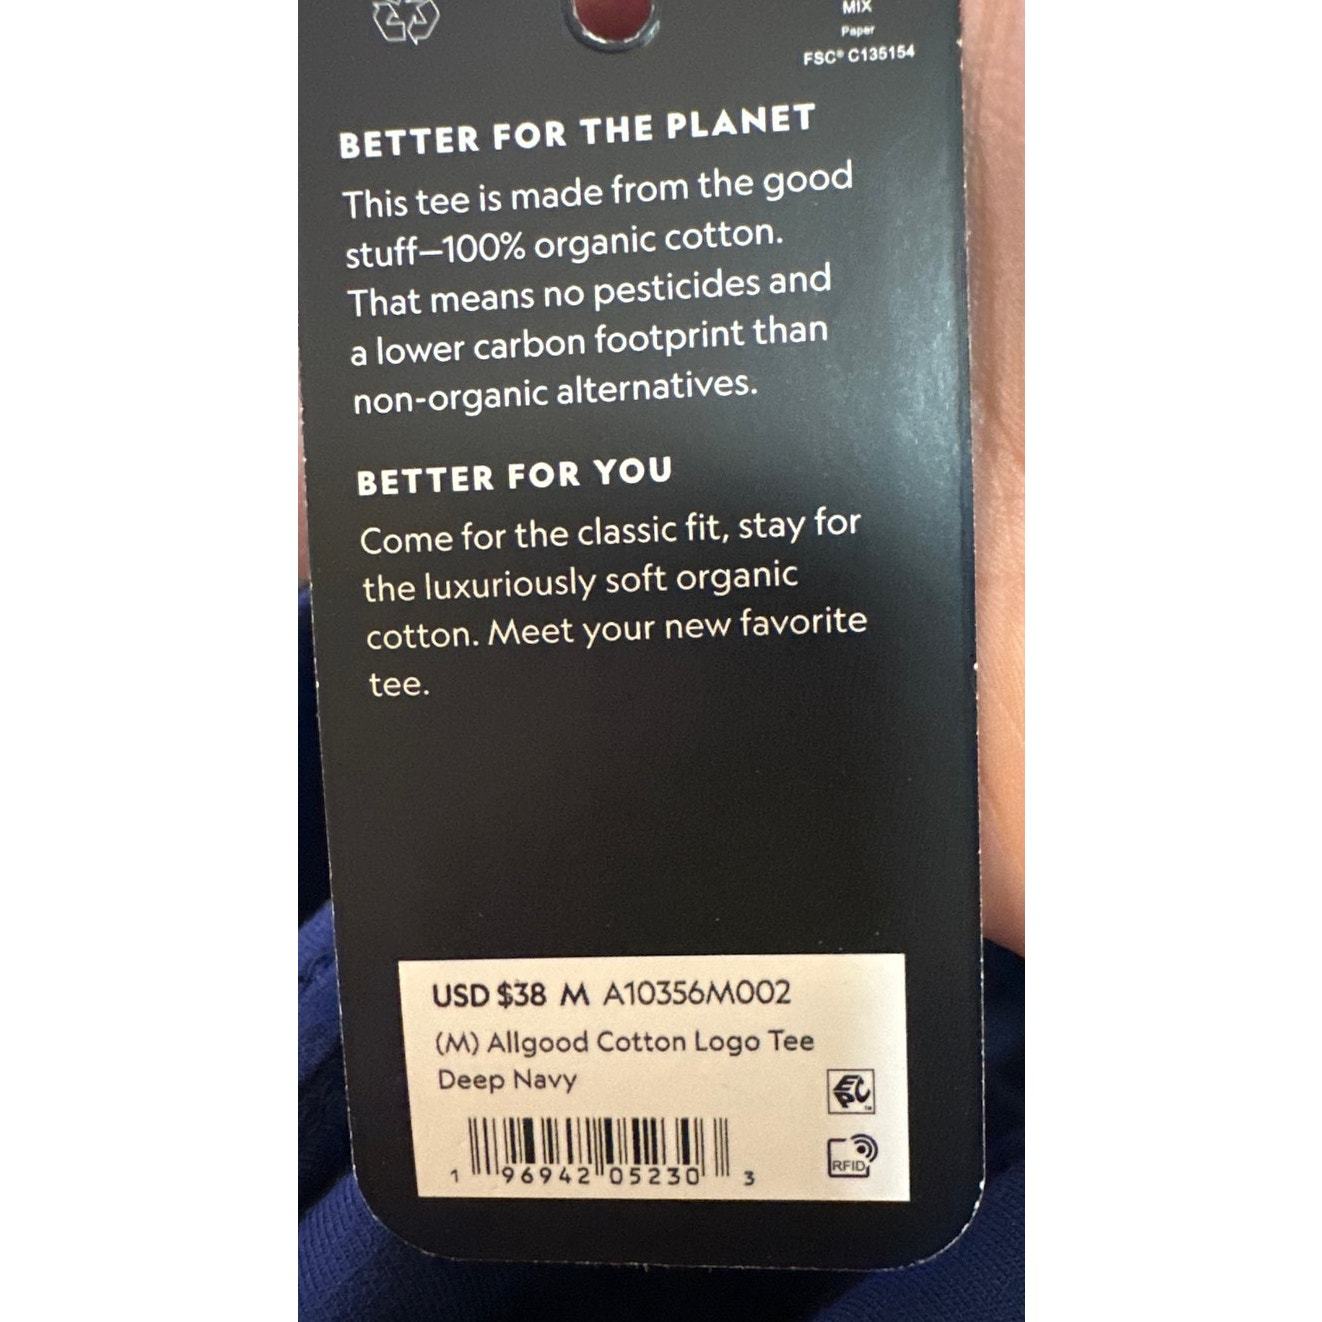 MIX
Paper
FSC® C135154
BETTER FOR THE PLANET
This tee is made from the good
stuff—100% organic cotton.
That means no pesticides and
a lower carbon footprint than
non-organic alternatives.
BETTER FOR YOU
Come for the classic fit, stay for
the luxuriously soft organic
cotton. Meet your new favorite
tee.
USD $38 M A10356M002
(M) Allgood Cotton Logo Tee
Deep Navy
EPC™
RFID
1 96942 05230 3